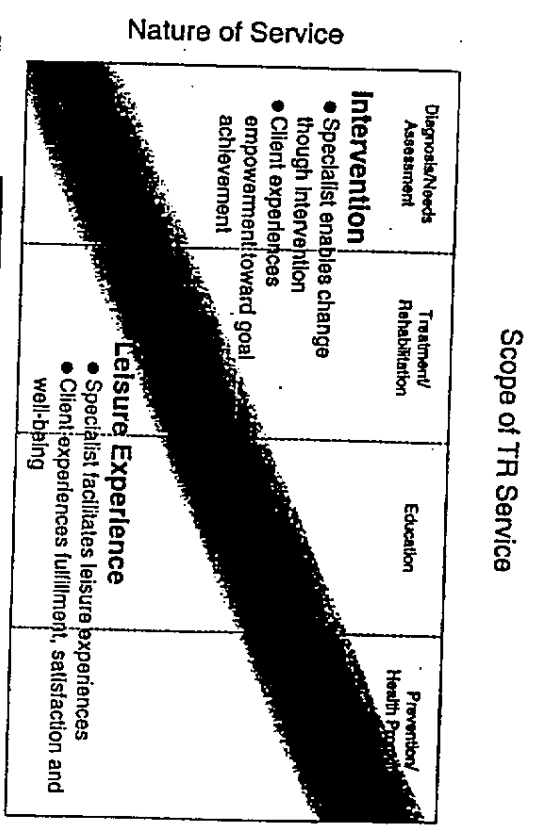 Scope of TR Service
Nature of Service
Diagnosis/Needs
Assessment
Treatment/
Rehabilitation
Education
Prevention/
Health
Intervention
● Specialist enables change
though Intervention
● Client experiences
empowerment toward goal
achievement
Leisure Experience
● Specialist facilitates leisure experiences
● Client experiences fulfillment, satisfaction and
well-being